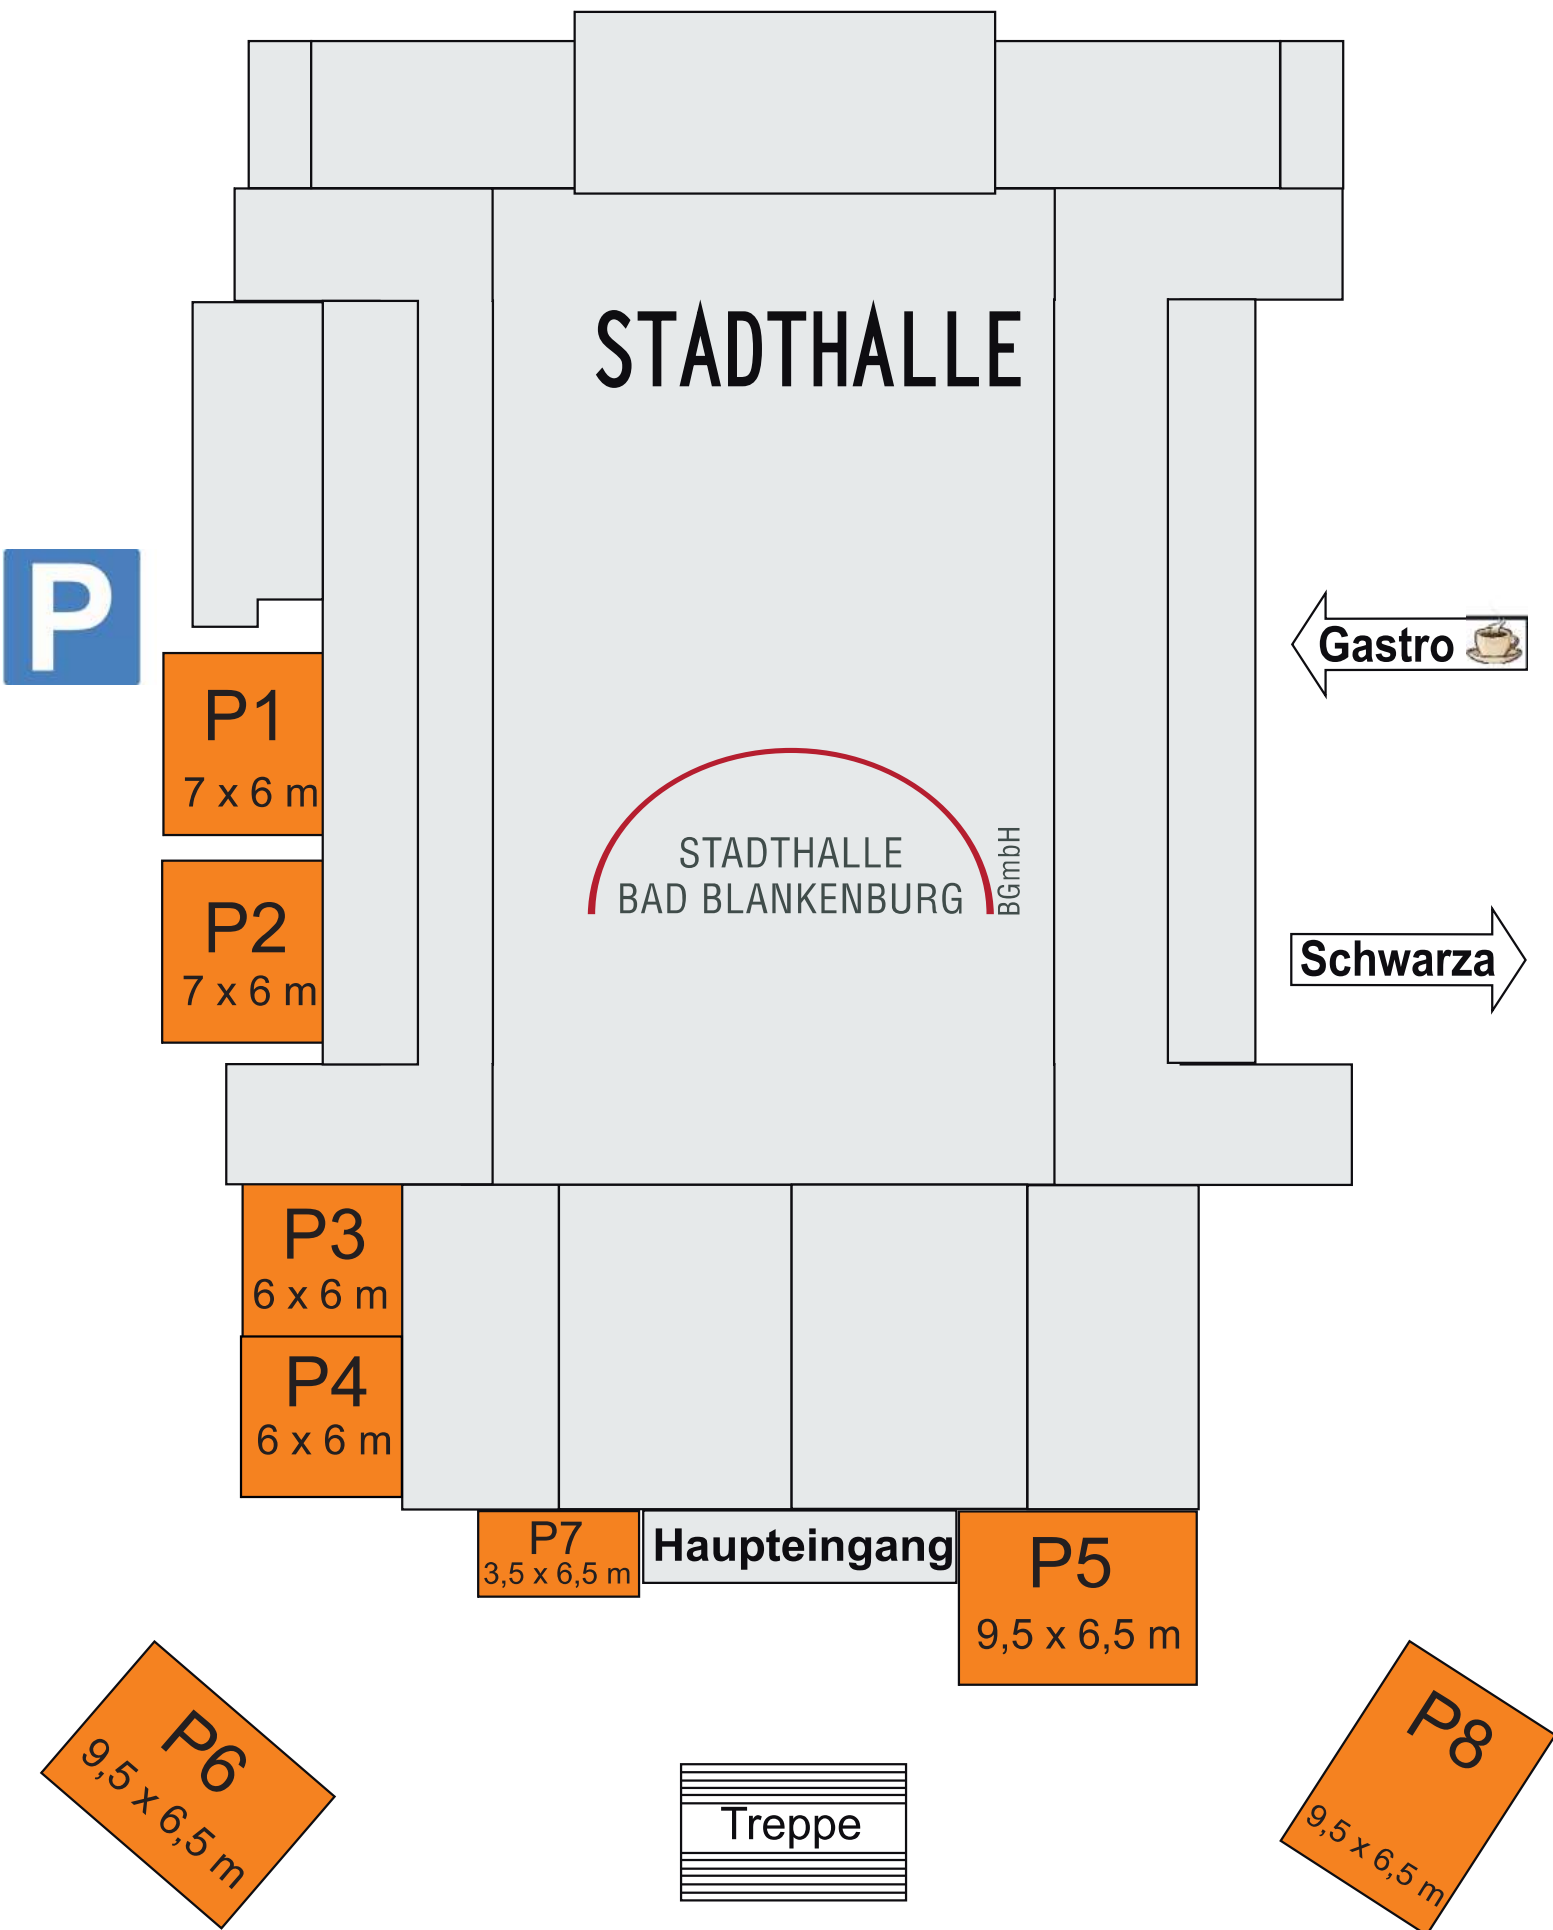 STADTHALLE
P
Gastro
P1
7 x 6 m
STADTHALLE
BAD BLANKENBURG
BGmbH
P2
7 x 6 m
Schwarza
P3
6 x 6 m
P4
6 x 6 m
P7
3,5 x 6,5 m
Haupteingang
P5
9,5 x 6,5 m
P6
9,5 x 6,5 m
P8
9,5 x 6,5 m
Treppe